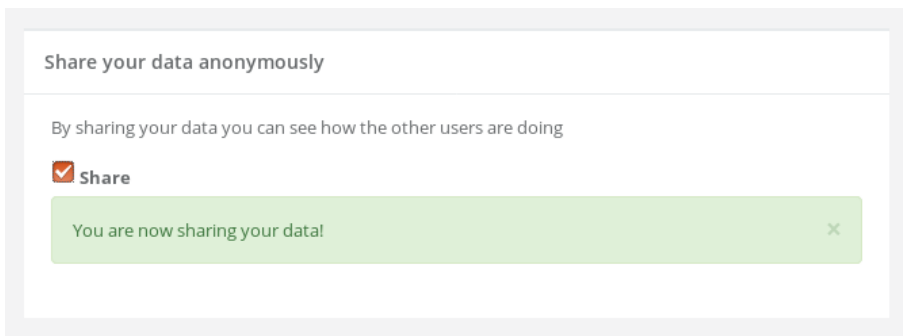 Share your data anonymously
By sharing your data you can see how the other users are doing
Share
You are now sharing your data!
×